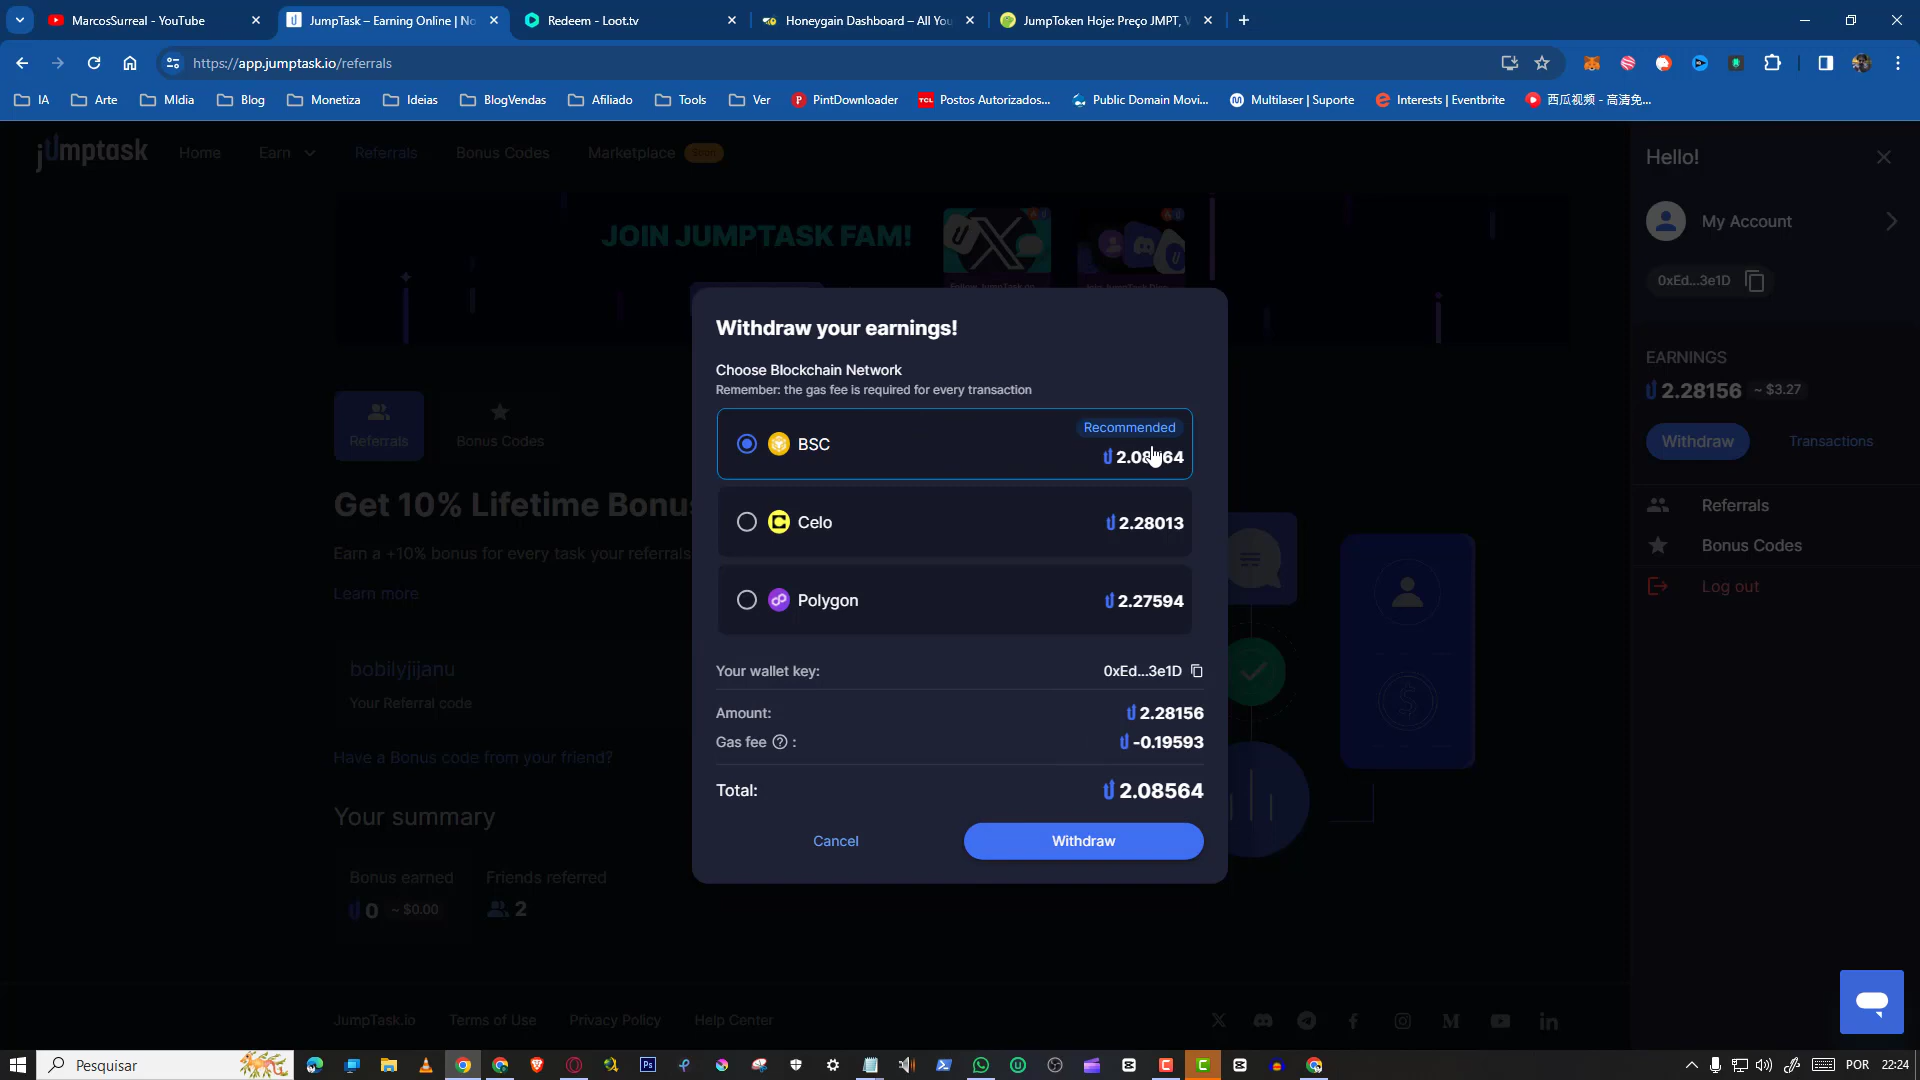 MarcosSurreal - YouTube
JumpTask – Earning Online | No
Redeem - Loot.tv
Honeygain Dashboard – All You
JumpToken Hoje: Preço JMPT, V
https://app.jumptask.io/referrals
IA
Arte
MIdia
Blog
Monetiza
Ideias
BlogVendas
Afiliado
Tools
Ver
PintDownloader
TCL Postos Autorizados...
Public Domain Movi...
Multilaser | Suporte
Interests | Eventbrite
西瓜视频 - 高清免...
jumptask
Home
Earn
Referrals
Bonus Codes
Marketplace
Soon
Hello!
JOIN JUMPTASK FAM!
My Account
0xEd...3e1D
EARNINGS
2.28156 ~ $3.27
Withdraw
Transactions
Referrals
Bonus Codes
Log out
Withdraw your earnings!
Choose Blockchain Network
Remember: the gas fee is required for every transaction
Recommended
BSC
Celo
2.28013
Polygon
2.27594
Your wallet key:
0xEd...3e1D
Amount:
2.28156
Gas fee ? :
-0.19593
Total:
2.08564
Cancel
Withdraw
Referrals
Bonus Codes
Get 10% Lifetime Bonu
Earn a +10% bonus for every task your referrals
Learn more
bobilyjijanu
Your Referral code
Have a Bonus code from your friend?
Your summary
Bonus earned
Friends referred
0 ~ $0.00
2
JumpTask.io
Terms of Use
Privacy Policy
Help Center
Pesquisar
POR
22:24